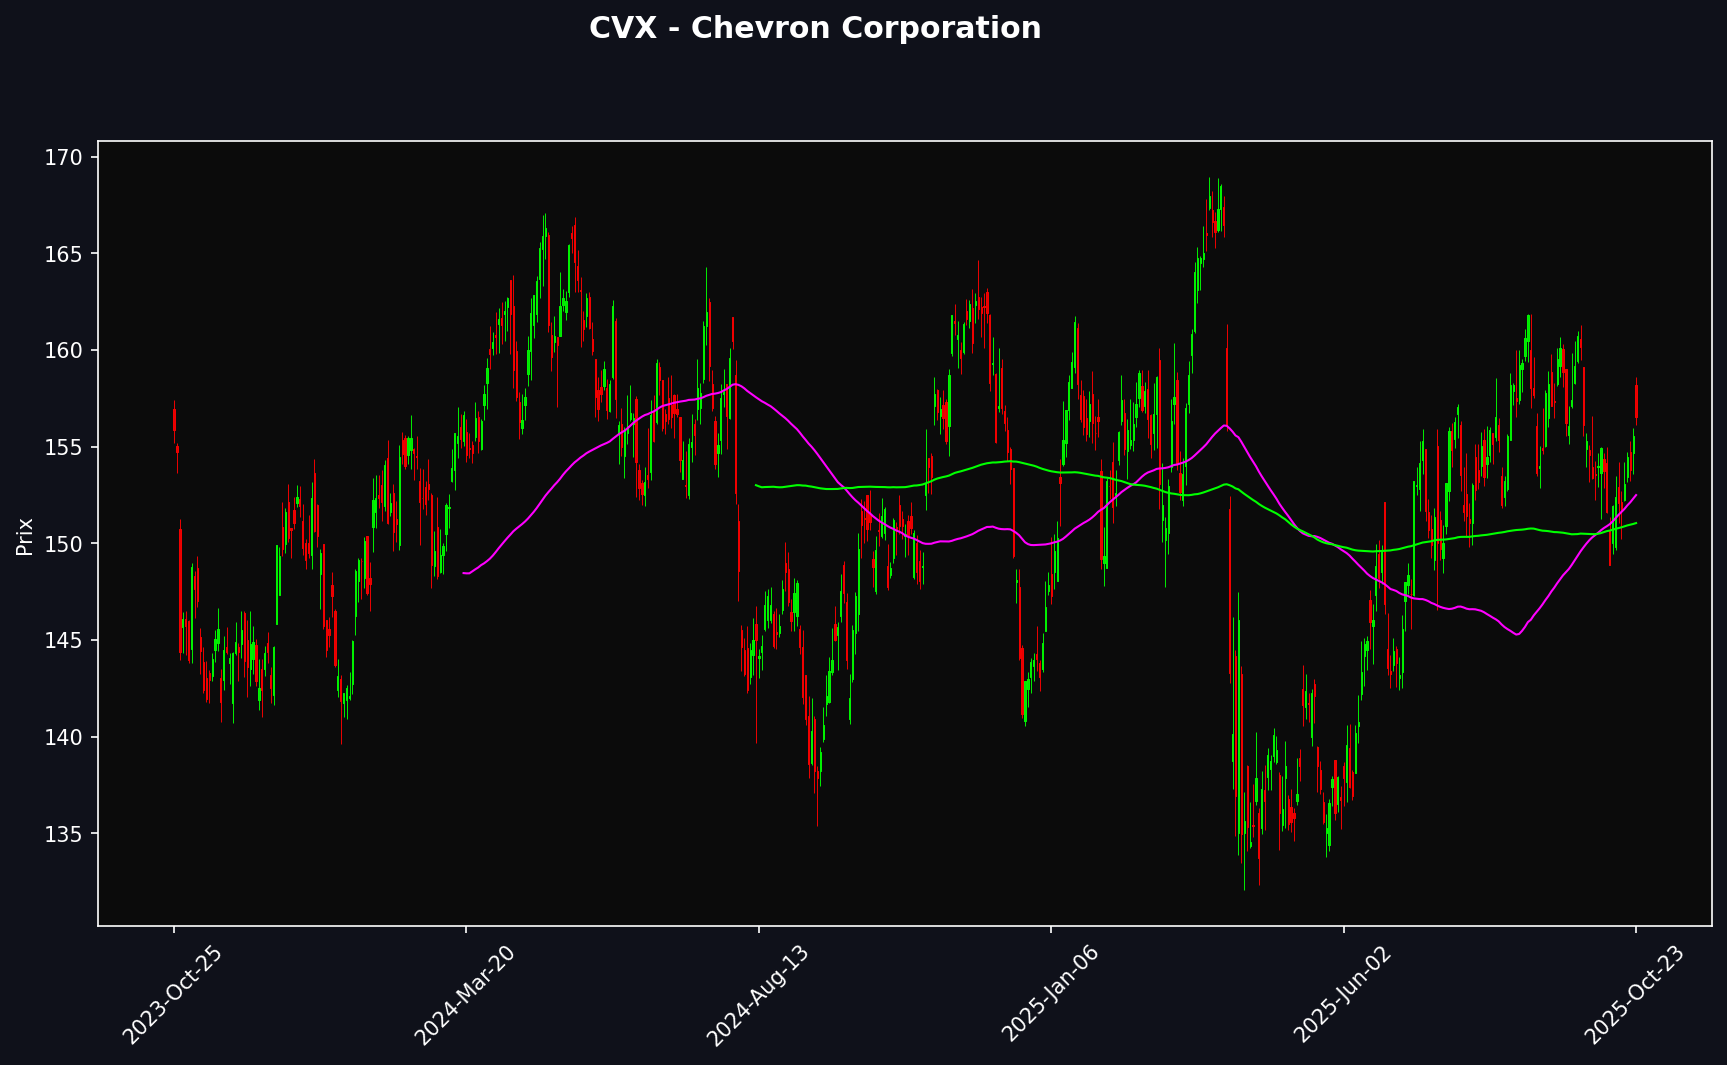 CVX - Chevron Corporation
Prix
170
165
160
155
150
145
140
135
2023-Oct-25
2024-Mar-20
2024-Aug-13
2025-Jan-06
2025-Jun-02
2025-Oct-23